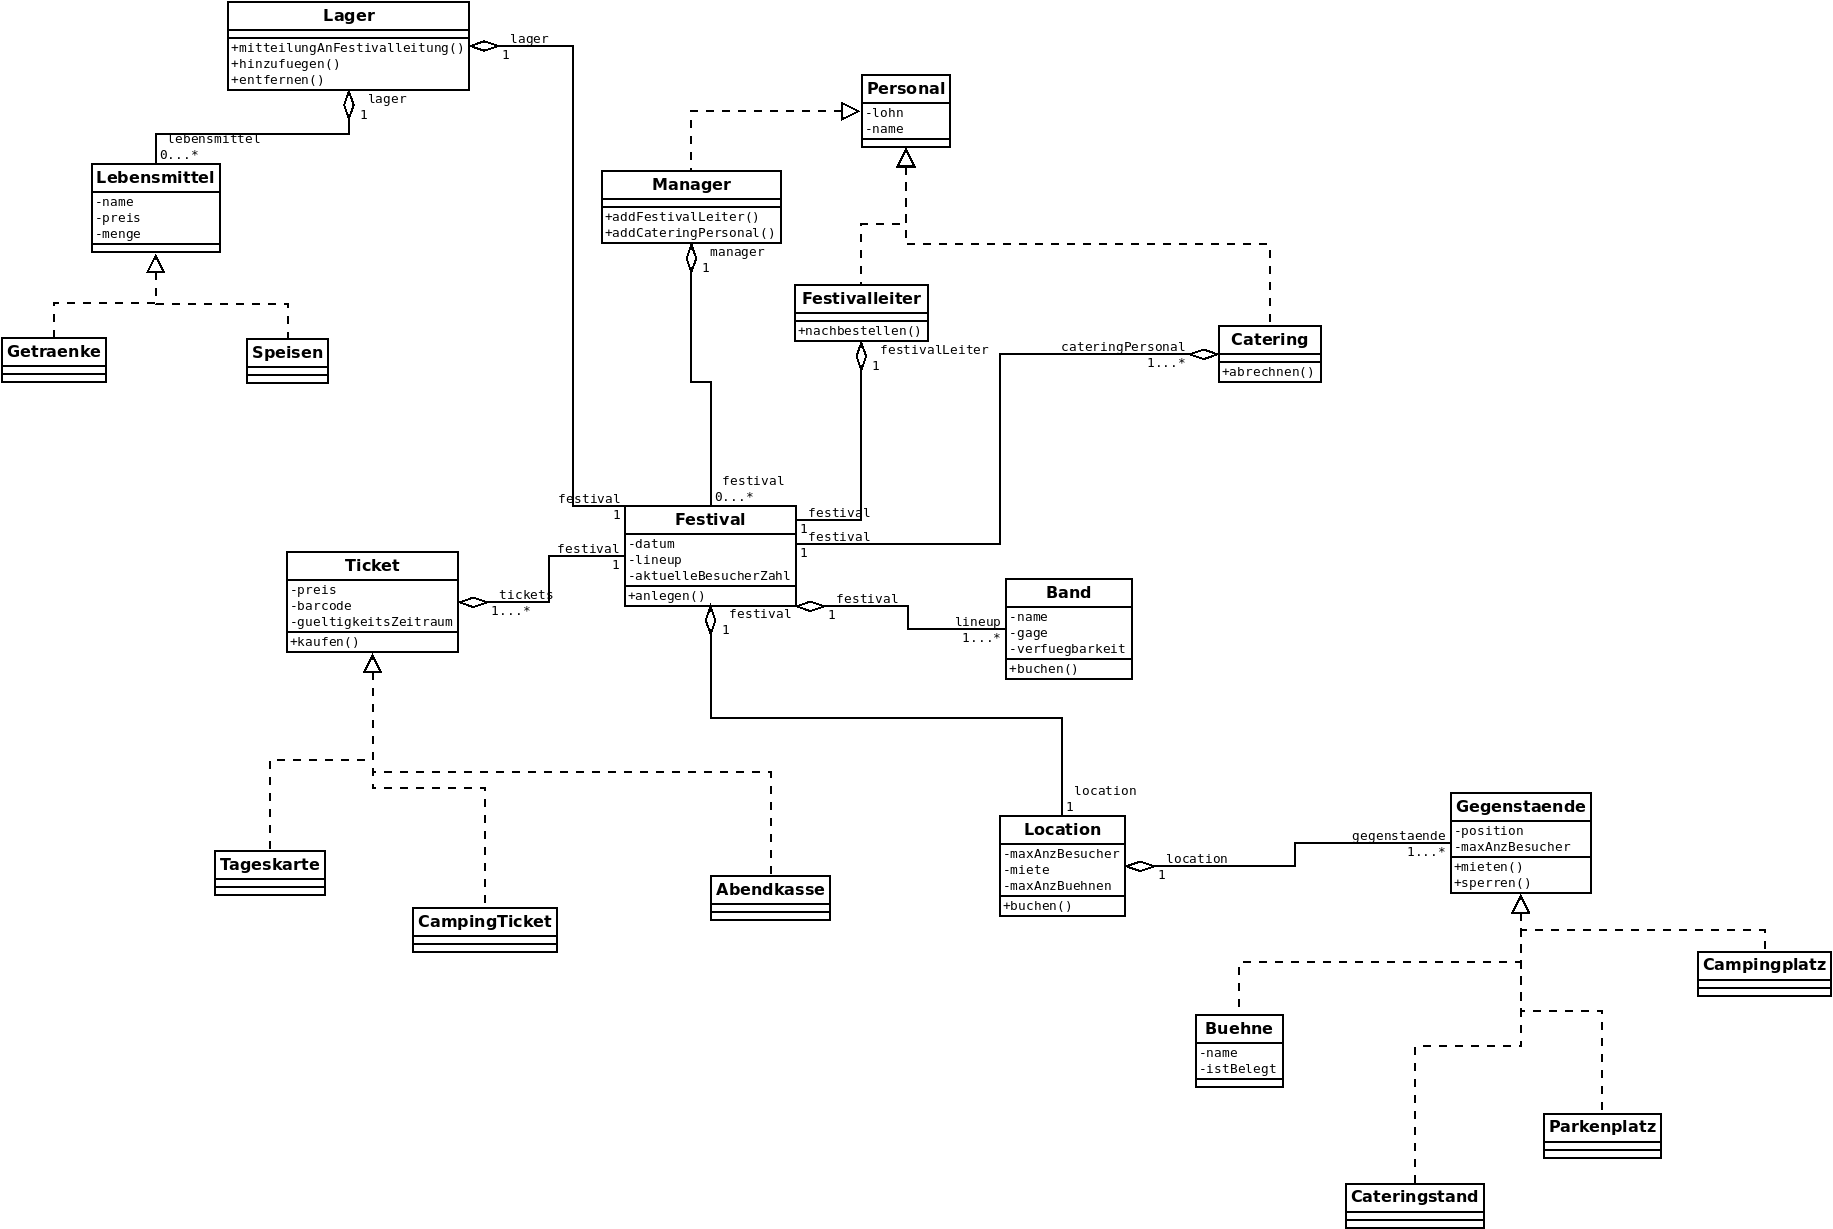 Lager
+mitteilungAnFestivalleitung()
+hinzufuegen()
+entfernen()
lager
1
lager
1
lebensmittel
0...*
Lebensmittel
-name
-preis
-menge
Getraenke
Speisen
Personal
-lohn
-name
Manager
+addFestivalLeiter()
+addCateringPersonal()
manager
1
Festivalleiter
+nachbestellen()
festivalLeiter
1
Catering
+abrechnen()
cateringPersonal
1...*
festival
0...*
festival
1
festival
1
festival
1
festival
1
Festival
-datum
-lineup
-aktuelleBesucherZahl
+anlegen()
festival
1
festival
1
Ticket
-preis
-barcode
-gueltigkeitsZeitraum
+kaufen()
tickets
1...*
Band
-name
-gage
-verfuegbarkeit
+buchen()
lineup
1...*
Tageskarte
CampingTicket
Abendkasse
location
1
Location
-maxAnzBesucher
-miete
-maxAnzBuehnen
+buchen()
location
1
gegenstaende
1...*
Gegenstaende
-position
-maxAnzBesucher
+mieten()
+sperren()
Campingplatz
Buehne
-name
-istBelegt
Parkenplatz
Cateringstand